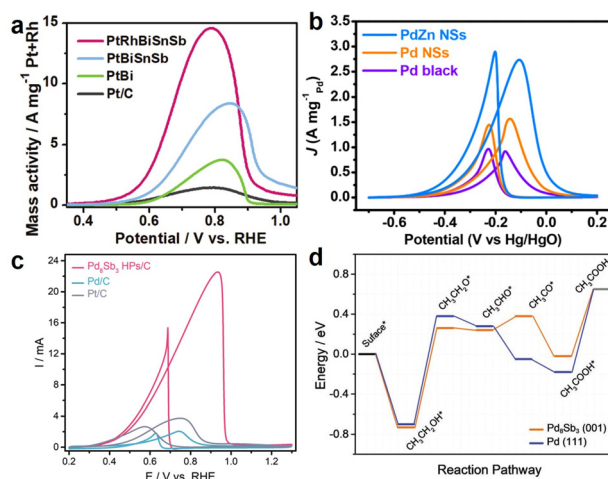 a
PtRhBiSnSb
PtBiSnSb
PtBi
Pt/C
Mass activity / A mg⁻¹ Pt+Rh
15
10
5
0
0.4 0.6 0.8 1.0
Potential / V vs. RHE
b
PdZn NSs
Pd NSs
Pd black
J (A mg⁻¹Pd)
3.5
3.0
2.5
2.0
1.5
1.0
0.5
0.0
-0.6 -0.4 -0.2 0.0 0.2
Potential (V vs Hg/HgO)
c
Pd₈Sb₃ HPs/C
Pd/C
Pt/C
I / mA
24
20
16
12
8
4
0
0.2 0.4 0.6 0.8 1.0 1.2
E / V vs. RHE
d
Energy / eV
0.8
0.4
0.0
-0.4
-0.8
Suface*
CH₃CH₂OH*
CH₃CH₂O*
CH₃CHO*
CH₃CO*
CH₃COOH*
CH₃COOH
Pd₈Sb₃ (001)
Pd (111)
Reaction Pathway